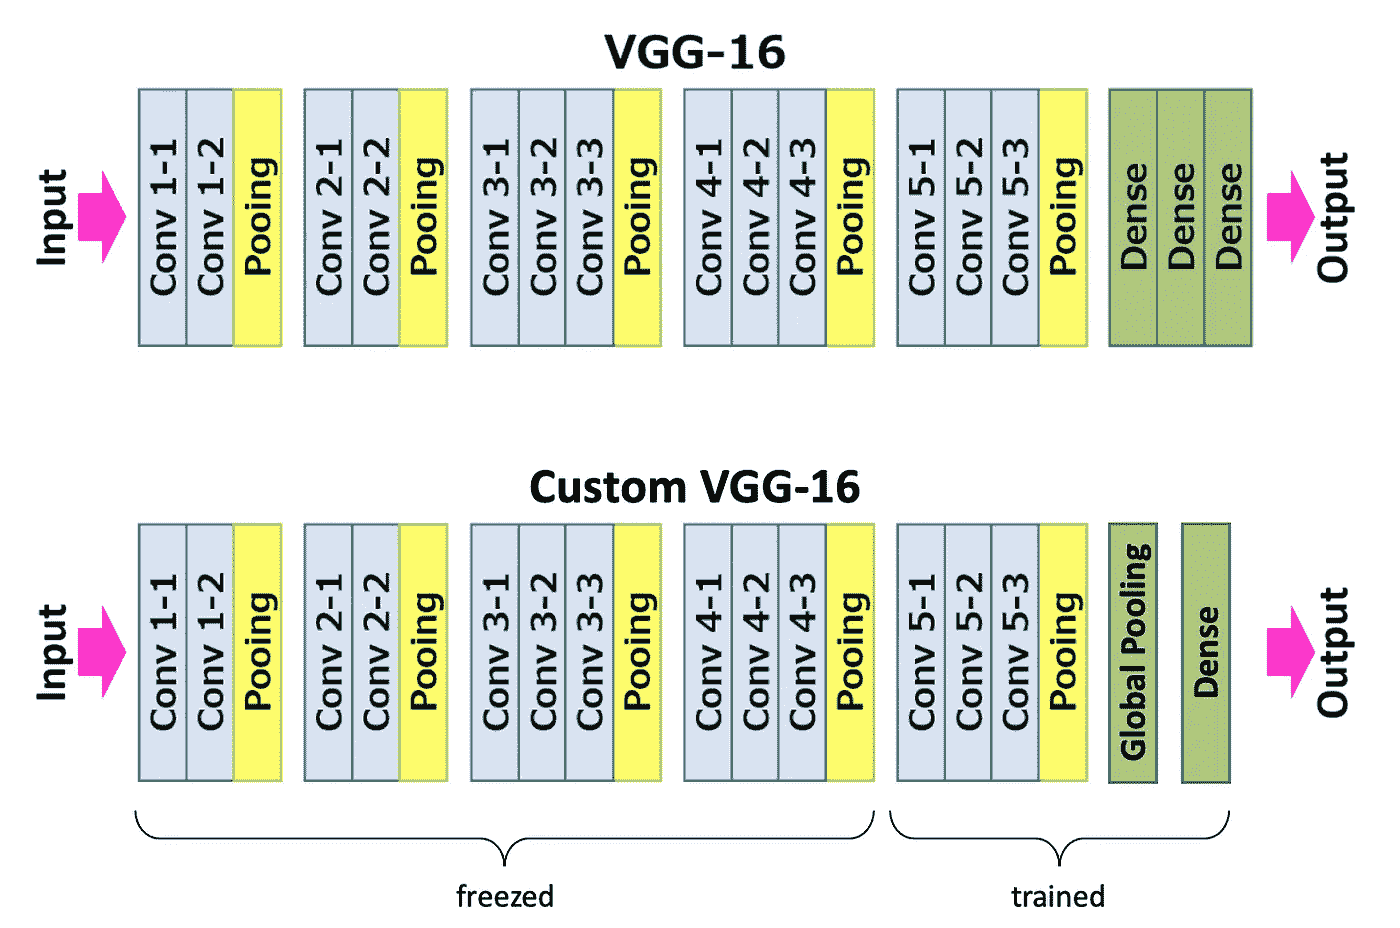 VGG-16
Input
Conv 1-1
Conv 1-2
Pooing
Conv 2-1
Conv 2-2
Pooing
Conv 3-1
Conv 3-2
Conv 3-3
Pooing
Conv 4-1
Conv 4-2
Conv 4-3
Pooing
Conv 5-1
Conv 5-2
Conv 5-3
Pooing
Dense
Dense
Dense
Output
Custom VGG-16
Input
Conv 1-1
Conv 1-2
Pooing
Conv 2-1
Conv 2-2
Pooing
Conv 3-1
Conv 3-2
Conv 3-3
Pooing
Conv 4-1
Conv 4-2
Conv 4-3
Pooing
Conv 5-1
Conv 5-2
Conv 5-3
Pooing
Global Pooling
Dense
Output
freezed
trained